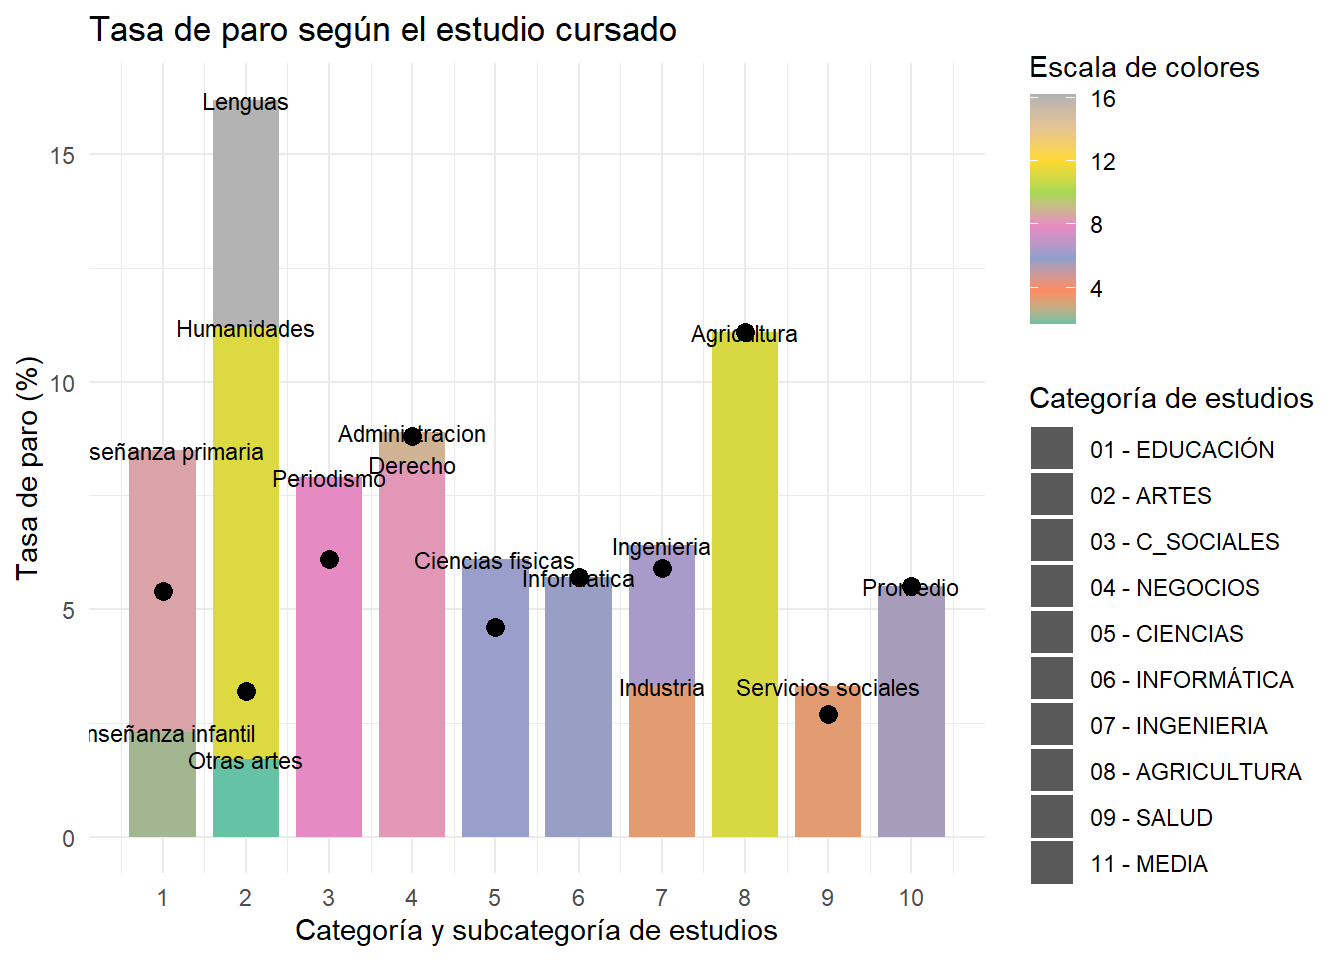 Tasa de paro según el estudio cursado
Tasa de paro (%)
15
10
5
0
Lenguas
Humanidades
señanza primaria
Administracion
Derecho
Periodismo
Ciencias fisicas
Informatica
Ingenieria
Agricultura
Promedio
Industria
Servicios sociales
nseñanza infantil
Otras artes
1 2 3 4 5 6 7 8 9 10
Categoría y subcategoría de estudios
Escala de colores
16
12
8
4
Categoría de estudios
01 - EDUCACIÓN
02 - ARTES
03 - C_SOCIALES
04 - NEGOCIOS
05 - CIENCIAS
06 - INFORMÁTICA
07 - INGENIERIA
08 - AGRICULTURA
09 - SALUD
11 - MEDIA